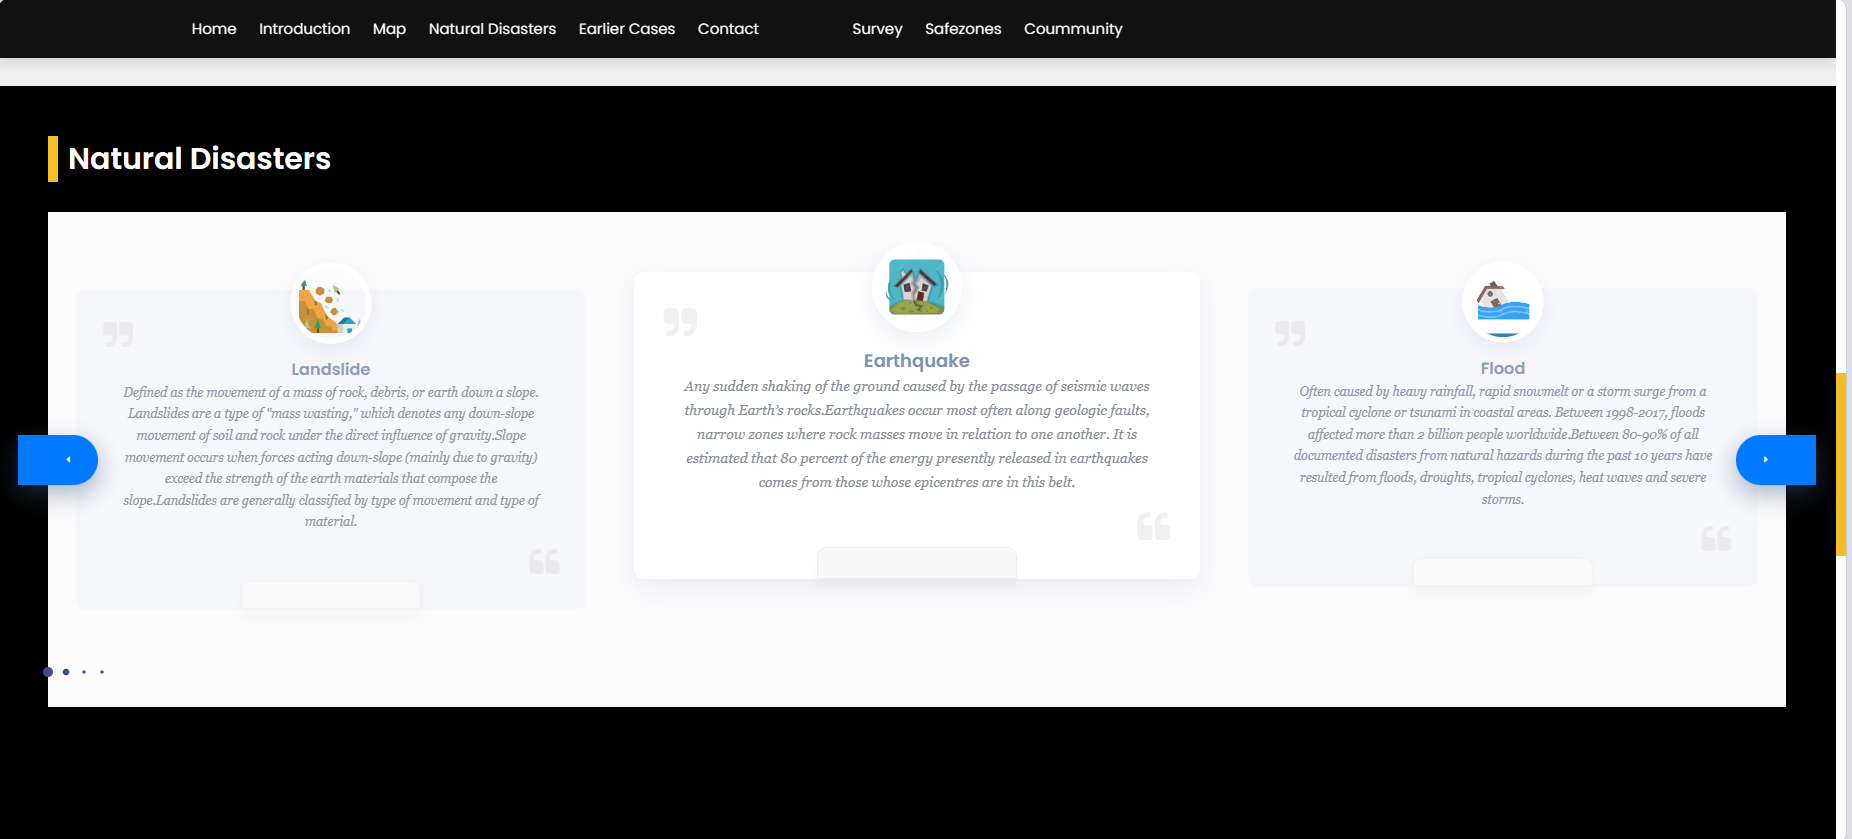 Home Introduction Map Natural Disasters Earlier Cases Contact Survey Safezones Coummunity
Natural Disasters
Landslide
Defined as the movement of a mass of rock, debris, or earth down a slope.
Landslides are a type of "mass wasting," which denotes any down-slope
movement of soil and rock under the direct influence of gravity.Slope
movement occurs when forces acting down-slope (mainly due to gravity)
exceed the strength of the earth materials that compose the
slope.Landslides are generally classified by type of movement and type of
material.
Earthquake
Any sudden shaking of the ground caused by the passage of seismic waves
through Earth’s rocks.Earthquakes occur most often along geologic faults,
narrow zones where rock masses move in relation to one another. It is
estimated that 80 percent of the energy presently released in earthquakes
comes from those whose epicentres are in this belt.
Flood
Often caused by heavy rainfall, rapid snowmelt or a storm surge from a
tropical cyclone or tsunami in coastal areas. Between 1998-2017, floods
affected more than 2 billion people worldwide.Between 80-90% of all
documented disasters from natural hazards during the past 10 years have
resulted from floods, droughts, tropical cyclones, heat waves and severe
storms.